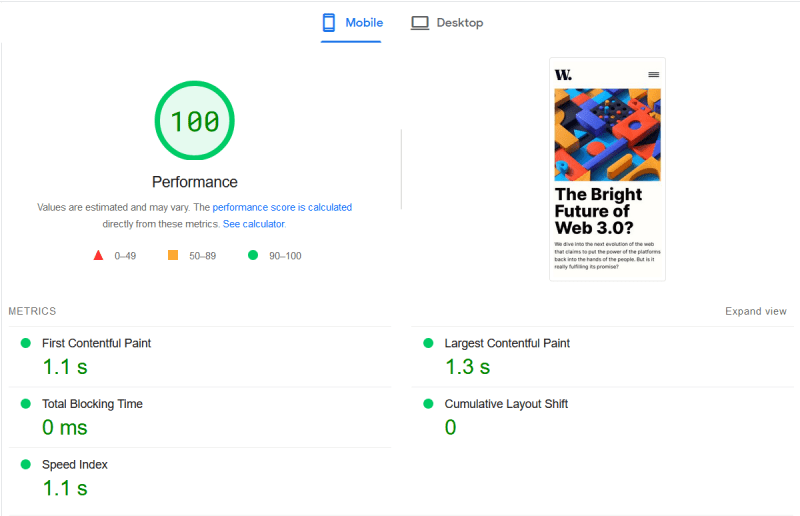 Mobile
Desktop
100
Performance
Values are estimated and may vary. The performance score is calculated
directly from these metrics. See calculator.
0–49
50–89
90–100
W.
The Bright
Future of
Web 3.0?
We dive into the next evolution of the web
that claims to put the power of the platforms
back into the hands of the people. But is it
really fulfilling its promise?
METRICS
Expand view
First Contentful Paint
1.1 s
Largest Contentful Paint
1.3 s
Total Blocking Time
0 ms
Cumulative Layout Shift
0
Speed Index
1.1 s